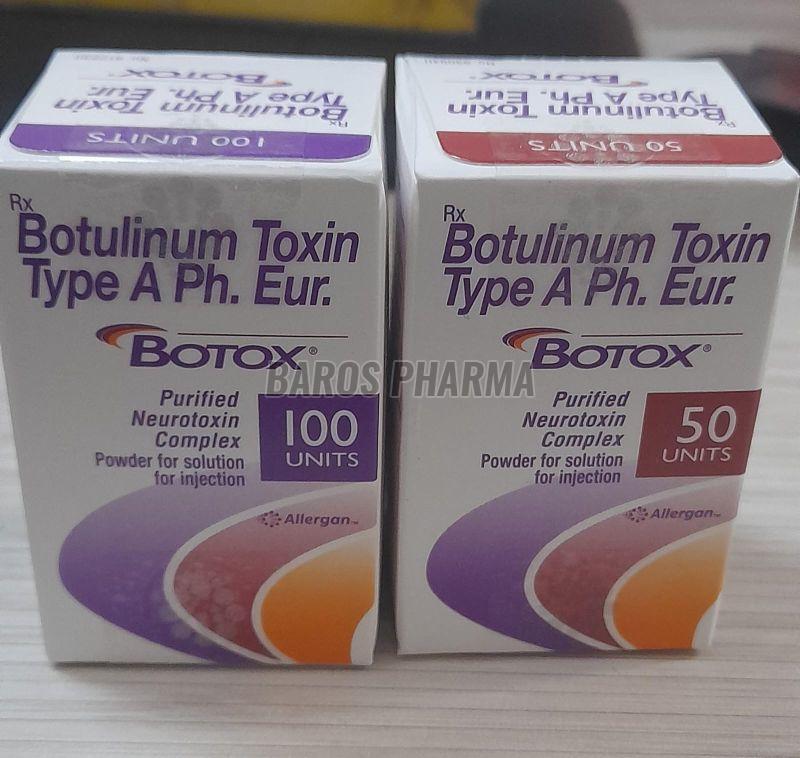 Botulinum Toxin
Type A Ph. Eur.
BOTOX®
Rx
100 UNITS
Rx
Botulinum Toxin
Type A Ph. Eur.
BOTOX®
Purified
Neurotoxin
Complex
100
UNITS
Powder for solution
for injection
Allergan™
Botulinum Toxin
Type A Ph. Eur.
BOTOX®
Rx
50 UNITS
Rx
Botulinum Toxin
Type A Ph. Eur.
BOTOX®
Purified
Neurotoxin
Complex
50
UNITS
Powder for solution
for injection
Allergan™
BAROS PHARMA